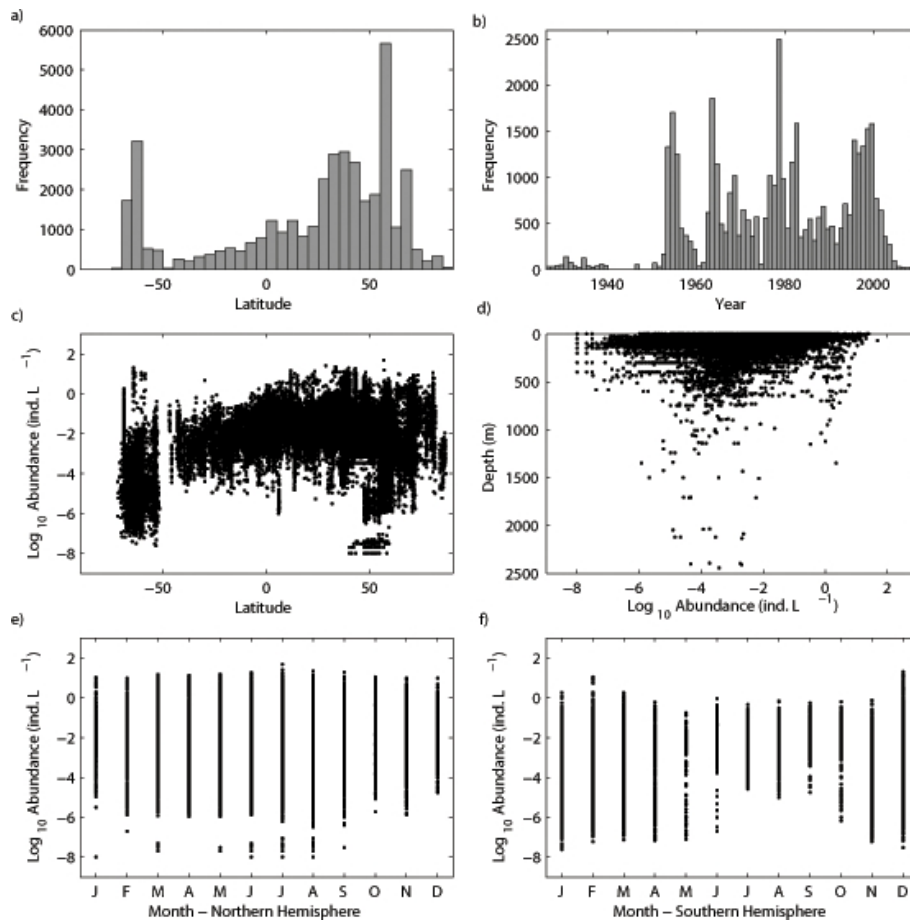 a)
6000
5000
4000
3000
2000
1000
0
Frequency
−50 0 50
Latitude
b)
2500
2000
1500
1000
500
0
Frequency
1940 1960 1980 2000
Year
c)
2
0
−2
−4
−6
−8
Log 10 Abundance (ind. L −1)
−50 0 50
Latitude
d)
0
500
1000
1500
2000
2500
Depth (m)
−8 −6 −4 −2 0 2
Log 10 Abundance (ind. L −1)
e)
2
0
−2
−4
−6
−8
Log 10 Abundance (ind. L −1)
J F M A M J J A S O N D
Month − Northern Hemisphere
f)
2
0
−2
−4
−6
−8
Log 10 Abundance (ind. L −1)
J F M A M J J A S O N D
Month − Southern Hemisphere